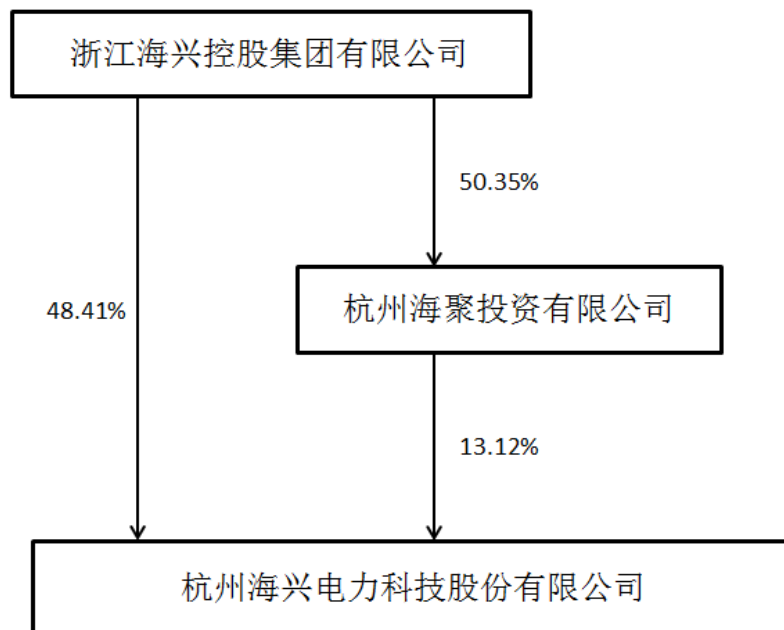 浙江海兴控股集团有限公司
50.35%
杭州海聚投资有限公司
48.41%
13.12%
杭州海兴电力科技股份有限公司